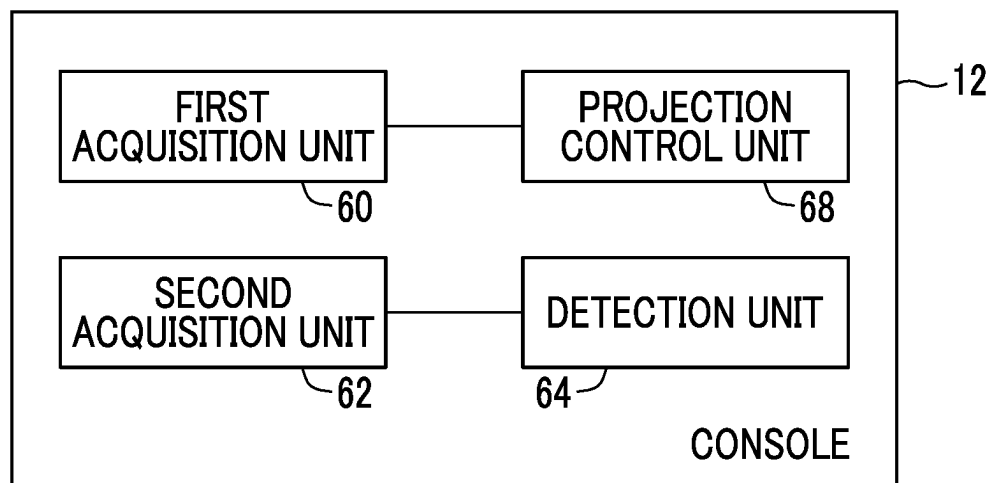 FIRST
ACQUISITION UNIT
60
PROJECTION
CONTROL UNIT
68
12
SECOND
ACQUISITION UNIT
62
DETECTION UNIT
64
CONSOLE